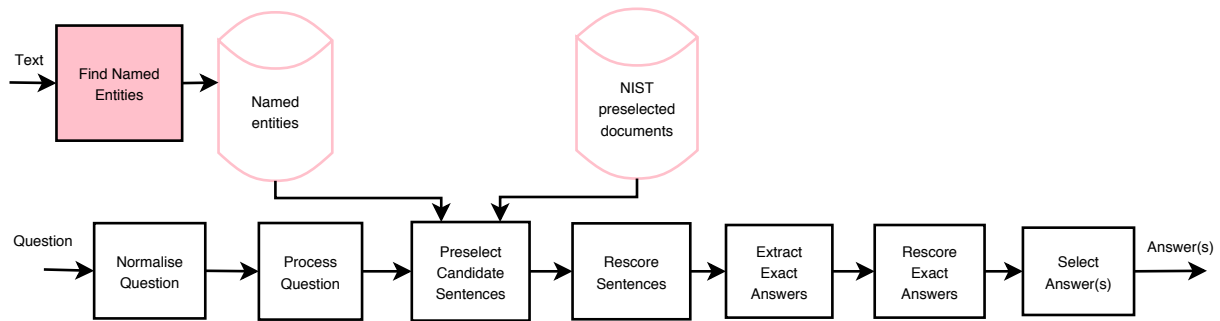 Text
Find Named
Entities
Named
entities
NIST
preselected
documents
Question
Normalise
Question
Process
Question
Preselect
Candidate
Sentences
Rescore
Sentences
Extract
Exact
Answers
Rescore
Exact
Answers
Select
Answer(s)
Answer(s)